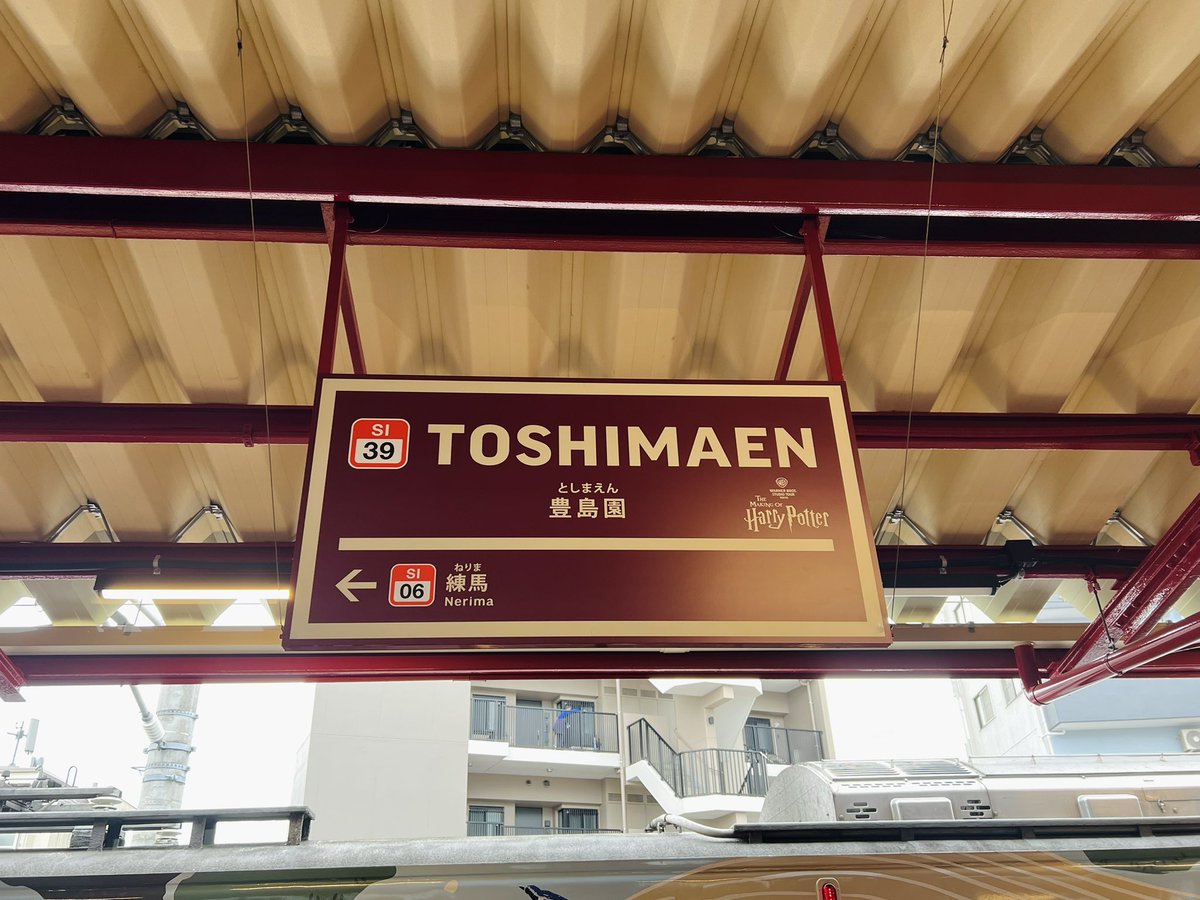 SI
39
TOSHIMAEN
としまえん
豊島園
WARNER BROS.
STUDIO TOUR
TOKYO
THE
MAKING OF
Harry Potter
←
SI
06
ねりま
練馬
Nerima